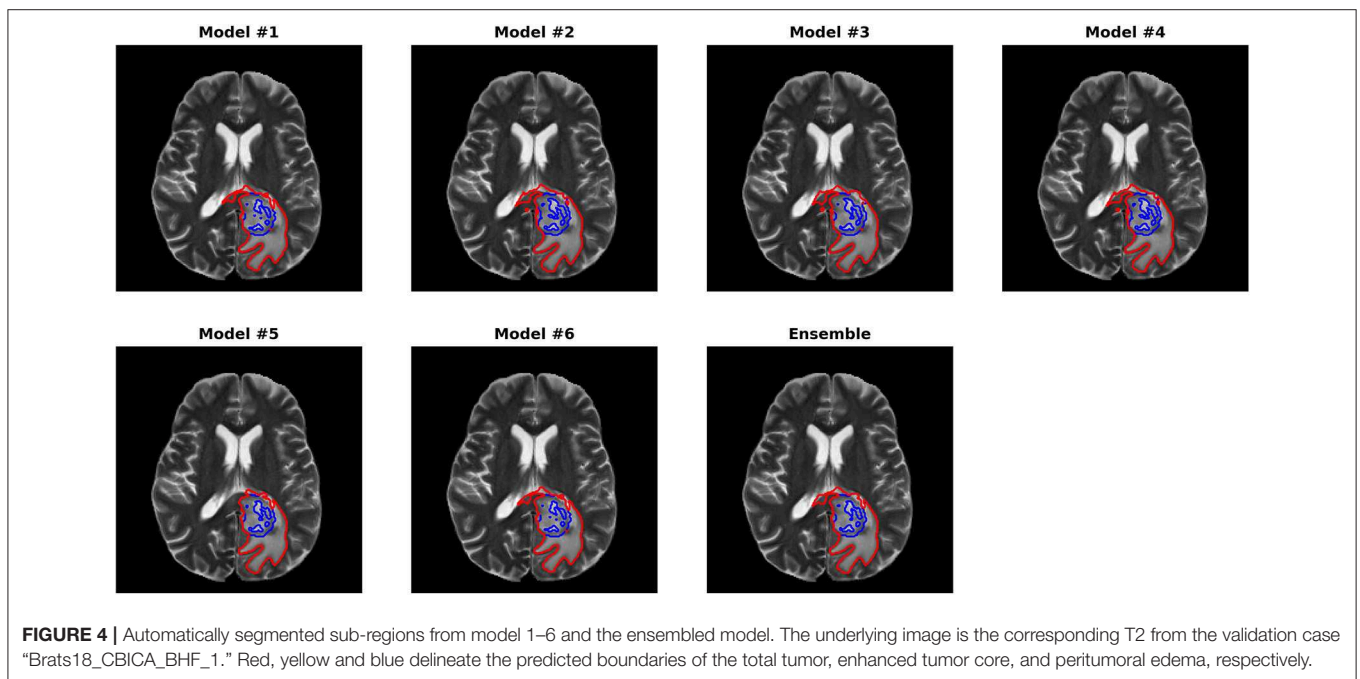 Model #1
Model #2
Model #3
Model #4
Model #5
Model #6
Ensemble
FIGURE 4 | Automatically segmented sub-regions from model 1–6 and the ensembled model. The underlying image is the corresponding T2 from the validation case
“Brats18_CBICA_BHF_1.” Red, yellow and blue delineate the predicted boundaries of the total tumor, enhanced tumor core, and peritumoral edema, respectively.